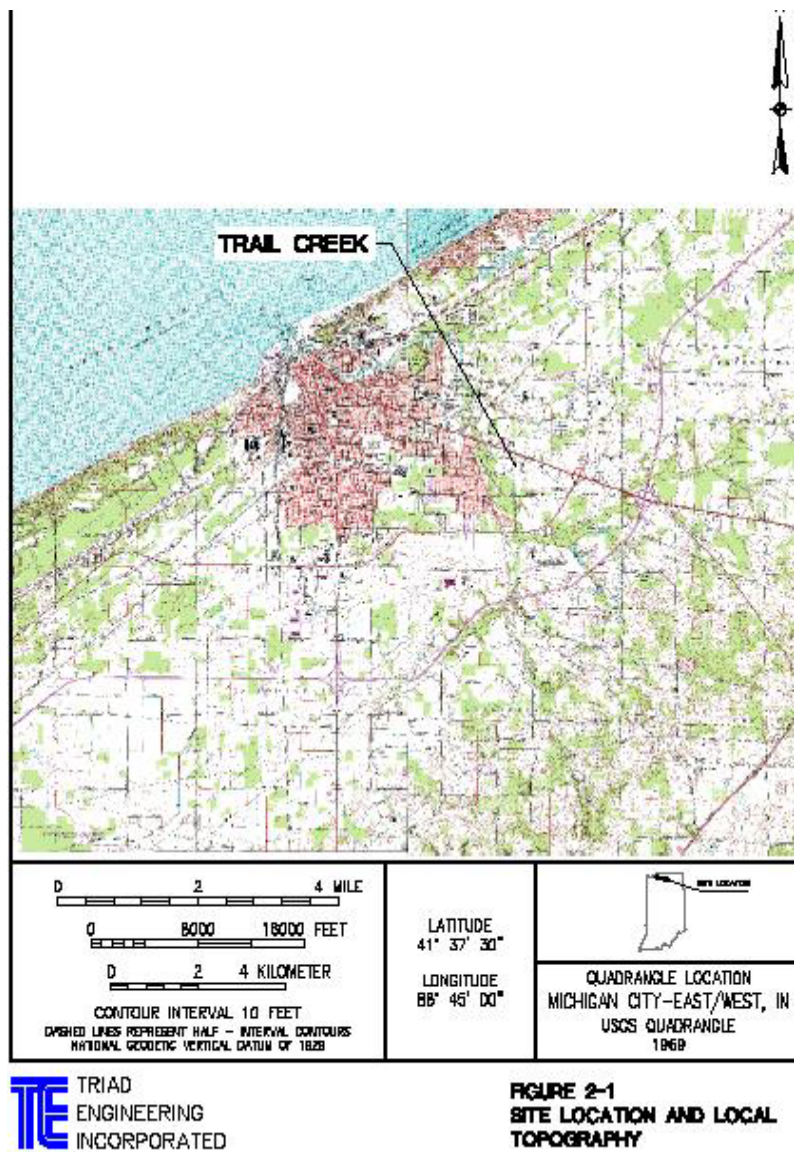 TRAIL CREEK
0 2 4 MILE
0 8000 16000 FEET
0 2 4 KILOMETER
CONTOUR INTERVAL 10 FEET
DASHED LINES REPRESENT HALF - INTERVAL CONTOURS
NATIONAL GEODETIC VERTICAL DATUM OF 1929
LATITUDE
41° 37' 30"
LONGITUDE
86° 45' 00"
SITE LOCATION
QUADRANGLE LOCATION
MICHIGAN CITY-EAST/WEST, IN
USGS QUADRANGLE
1969
TRIAD
ENGINEERING
INCORPORATED
FIGURE 2-1
SITE LOCATION AND LOCAL
TOPOGRAPHY